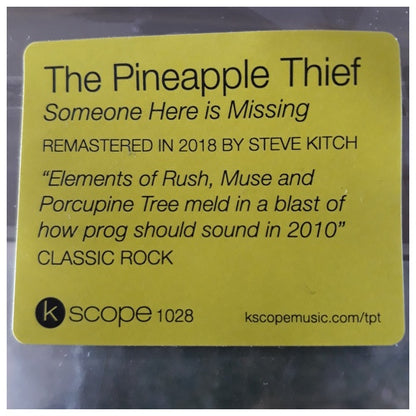 The Pineapple Thief
Someone Here is Missing
REMASTERED IN 2018 BY STEVE KITCH
“Elements of Rush, Muse and
Porcupine Tree meld in a blast of
how prog should sound in 2010”
CLASSIC ROCK
k scope 1028 kscopemusic.com/tpt